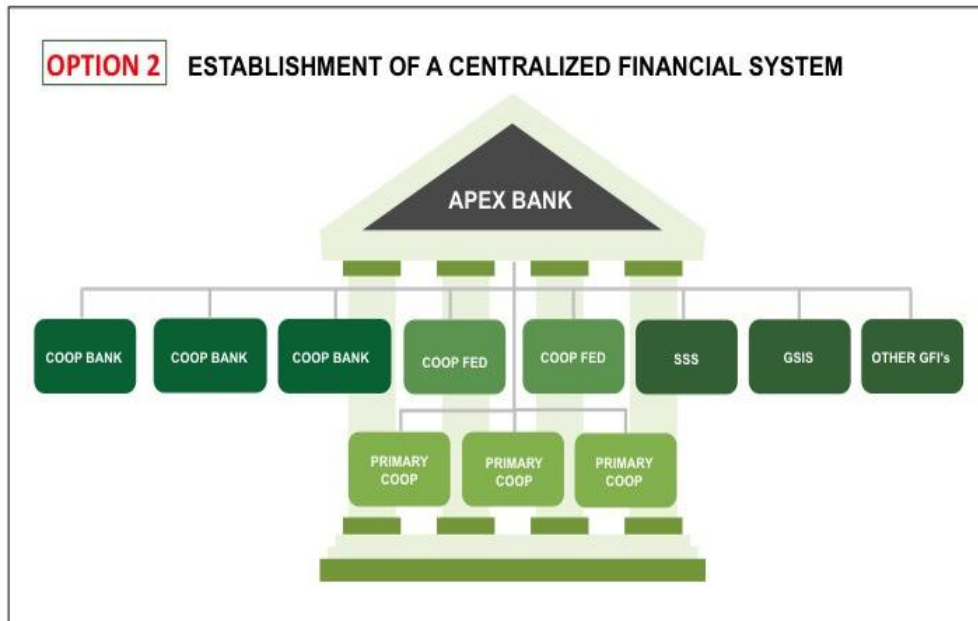 OPTION 2 ESTABLISHMENT OF A CENTRALIZED FINANCIAL SYSTEM
APEX BANK
COOP BANK
COOP BANK
COOP BANK
COOP FED
COOP FED
SSS
GSIS
OTHER GFI's
PRIMARY
COOP
PRIMARY
COOP
PRIMARY
COOP